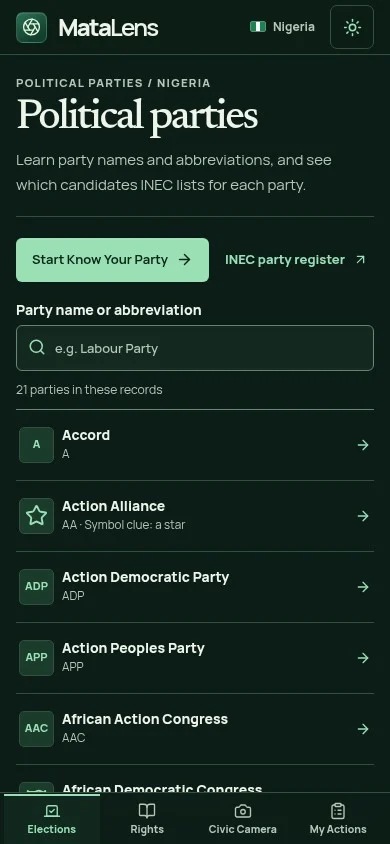 MataLens
Nigeria
POLITICAL PARTIES / NIGERIA
Political parties
Learn party names and abbreviations, and see
which candidates INEC lists for each party.
Start Know Your Party
INEC party register
Party name or abbreviation
e.g. Labour Party
21 parties in these records
A
Accord
A
Action Alliance
AA · Symbol clue: a star
ADP
Action Democratic Party
ADP
APP
Action Peoples Party
APP
AAC
African Action Congress
AAC
African Democratic Congress
Elections
Rights
Civic Camera
My Actions